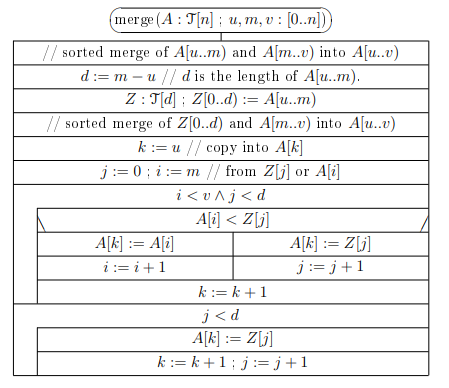 merge(A : 𝒯[n] ; u, m, v : [0..n])
// sorted merge of A[u..m) and A[m..v) into A[u..v)
d := m − u // d is the length of A[u..m).
Z : 𝒯[d] ; Z[0..d) := A[u..m)
// sorted merge of Z[0..d) and A[m..v) into A[u..v)
k := u // copy into A[k]
j := 0 ; i := m // from Z[j] or A[i]
i < v ∧ j < d
A[i] < Z[j]
A[k] := A[i] A[k] := Z[j]
i := i + 1 j := j + 1
k := k + 1
j < d
A[k] := Z[j]
k := k + 1 ; j := j + 1